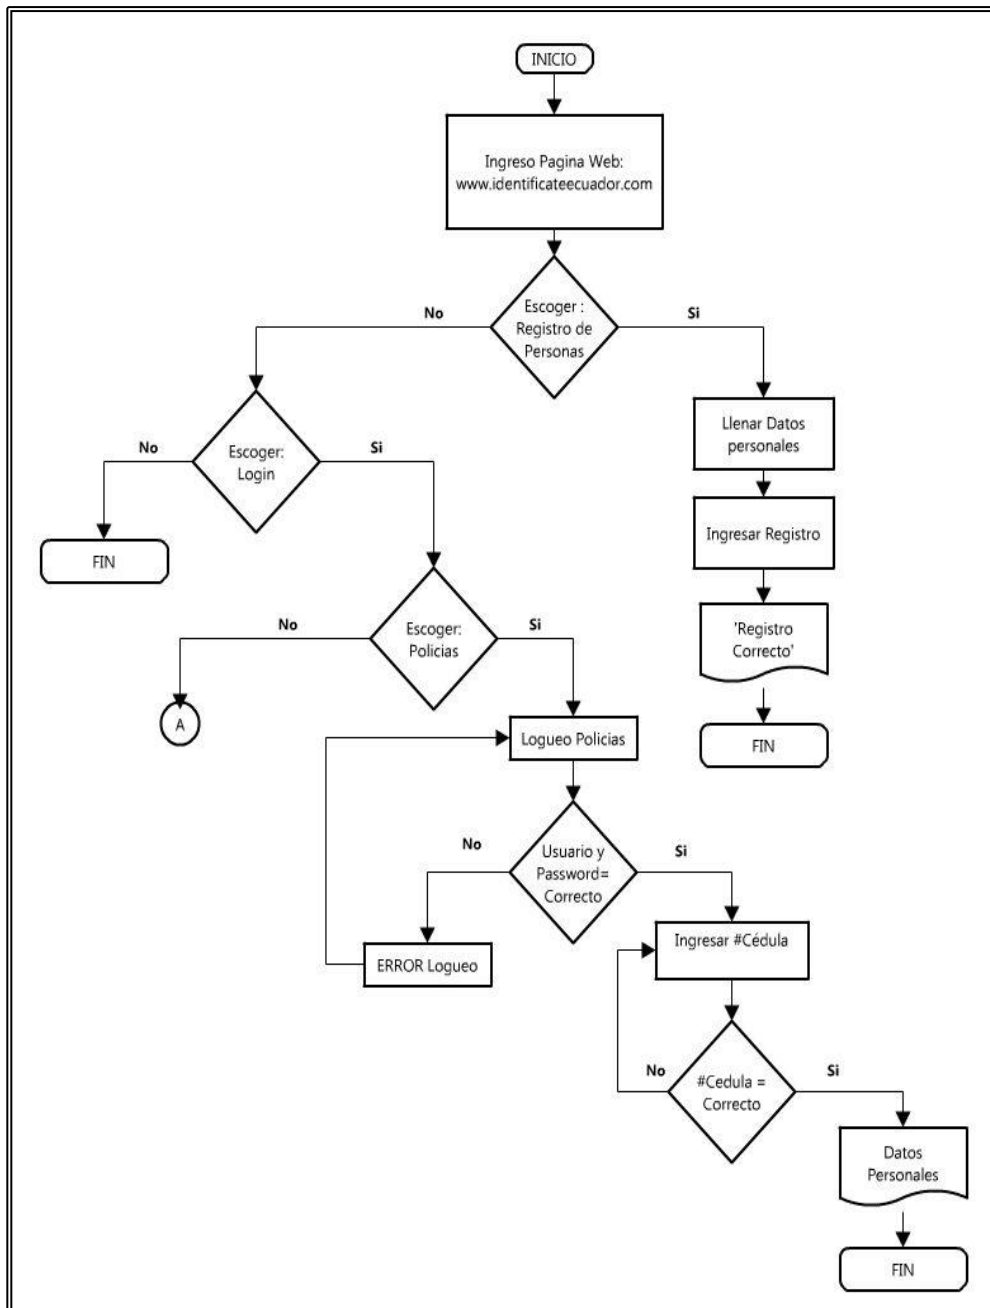 INICIO
Ingreso Pagina Web:
www.identificateecuador.com
Escoger :
Registro de
Personas
No
Si
Llenar Datos
personales
Escoger:
Login
No
Si
Ingresar Registro
FIN
Escoger:
Policias
No
Si
'Registro
Correcto'
A
Logueo Policias
FIN
Usuario y
Password=
Correcto
No
Si
Ingresar #Cédula
ERROR Logueo
#Cedula =
Correcto
No
Si
Datos
Personales
FIN